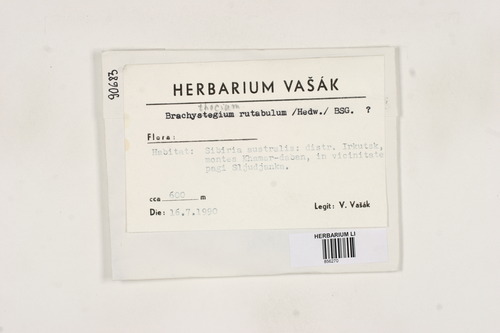 90683
HERBARIUM VAŠÁK
thecium
Brachystegium rutabulum /Hedw./ BSG. ?
Flora:
Habitat: Sibiria australis: distr. Irkutsk,
montes Khamar-daban, in vicinitate
pagi Sljudjanka.
cca 600 m
Die: 16.7.1990
Legit: V. Vašák
HERBARIUM LI